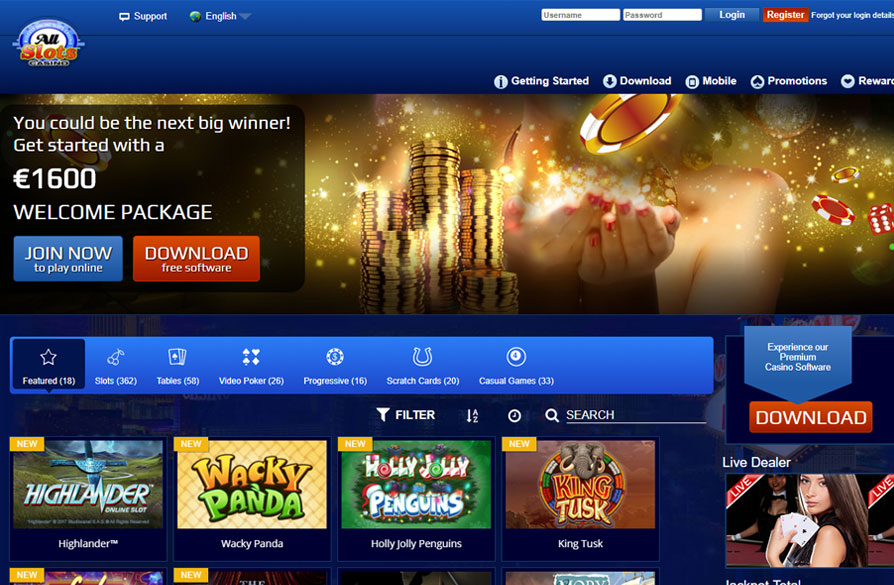 Support
English
Username
Password
Login
Register
Forgot your login details
All
Slots
CASINO
Getting Started
Download
Mobile
Promotions
Rewar
You could be the next big winner!
Get started with a
€1600
WELCOME PACKAGE
JOIN NOW
to play online
DOWNLOAD
free software
Featured (18)
Slots (362)
Tables (58)
Video Poker (26)
Progressive (16)
Scratch Cards (20)
Casual Games (33)
Experience our
Premium
Casino Software
DOWNLOAD
FILTER
A
Z
SEARCH
NEW
NEW
NEW
NEW
HIGHLANDER™
ONLINE SLOT
WACKY
PANDA
HOLLY JOLLY
PENGUINS
KING
TUSK
Highlander™
Wacky Panda
Holly Jolly Penguins
King Tusk
Live Dealer
LIVE
LIVE
NEW
NEW
THE
Jackpot Total